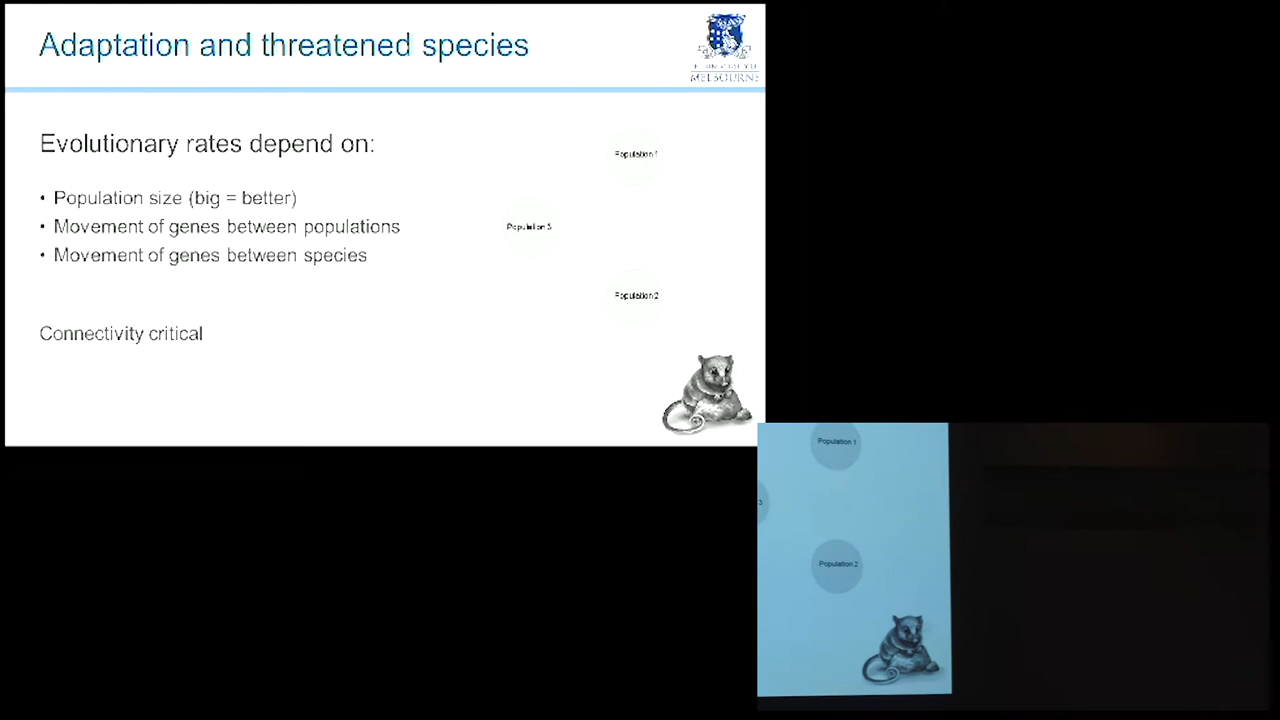 Adaptation and threatened species
MELBOURNE
Evolutionary rates depend on:
• Population size (big = better)
• Movement of genes between populations
• Movement of genes between species
Connectivity critical
Population 1
Population 3
Population 2
Population 1
3
Population 2